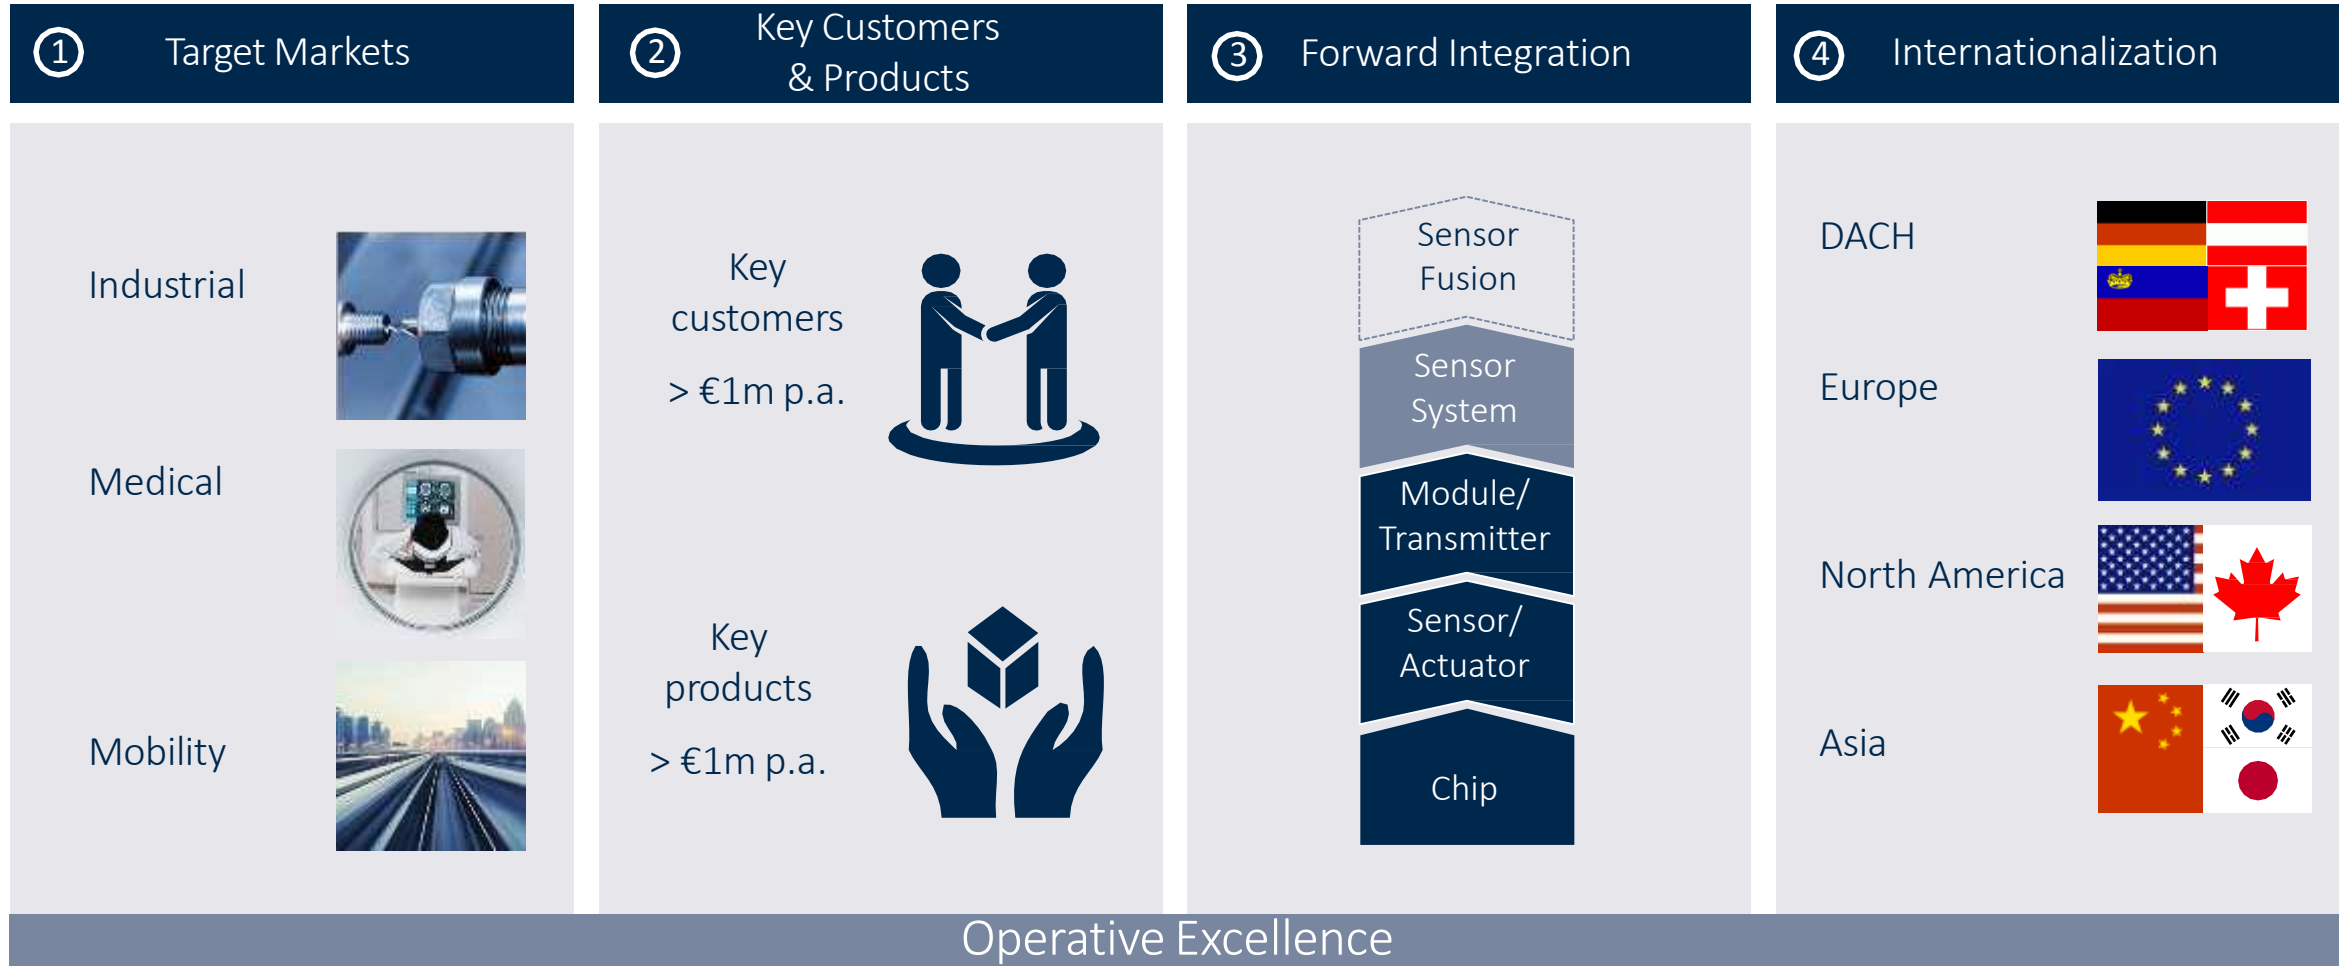 1
Target Markets
Industrial
Medical
Mobility
2
Key Customers
& Products
Key
customers
> €1m p.a.
Key
products
> €1m p.a.
3
Forward Integration
Sensor
Fusion
Sensor
System
Module/
Transmitter
Sensor/
Actuator
Chip
4
Internationalization
DACH
Europe
North America
Asia
Operative Excellence